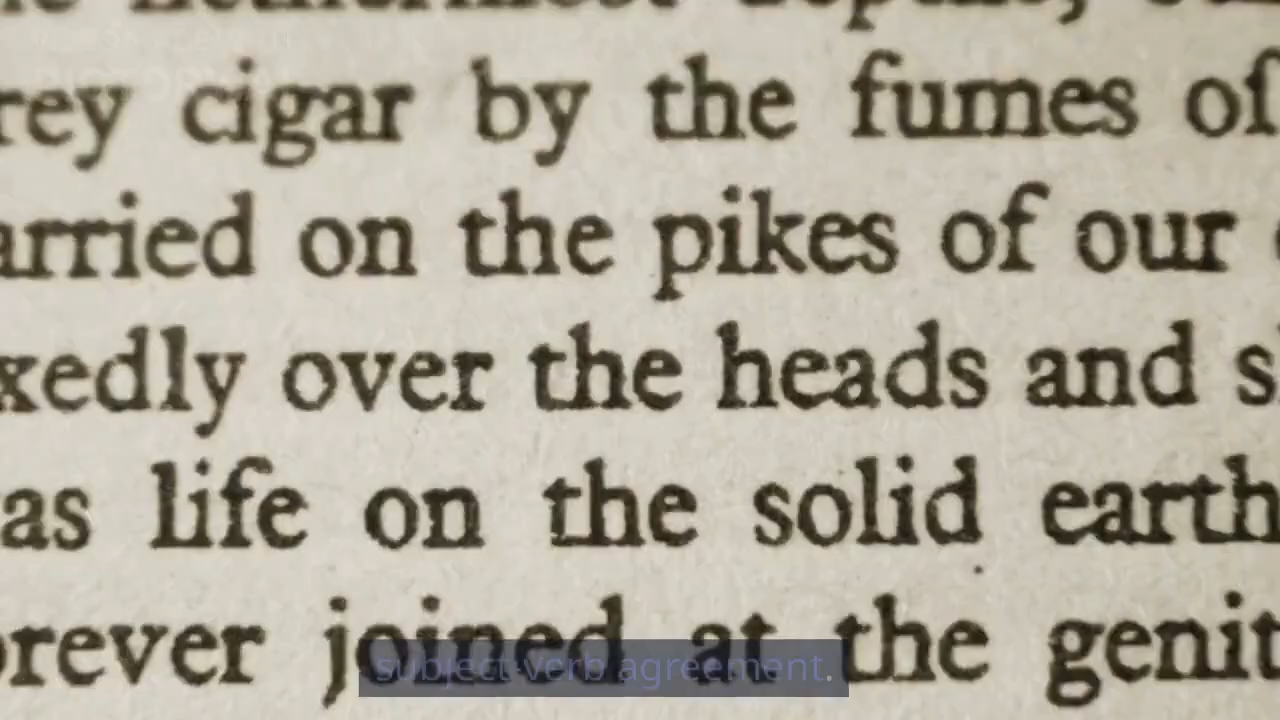 rey cigar by the fumes of
arried on the pikes of our
xedly over the heads and s
as life on the solid earth
orever joined at the genit
subject-verb agreement.